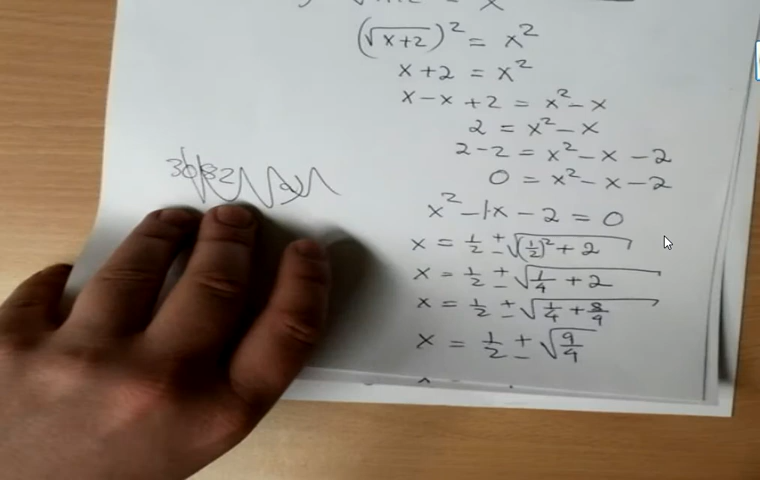 (√x+2)² = x²
x + 2 = x²
x - x + 2 = x² - x
2 = x² - x
2 - 2 = x² - x - 2
0 = x² - x - 2
x² - 1x - 2 = 0
x = 1/2 ± √(1/2)² + 2
x = 1/2 ± √1/4 + 2
x = 1/2 ± √1/4 + 8/4
x = 1/2 ± √9/4